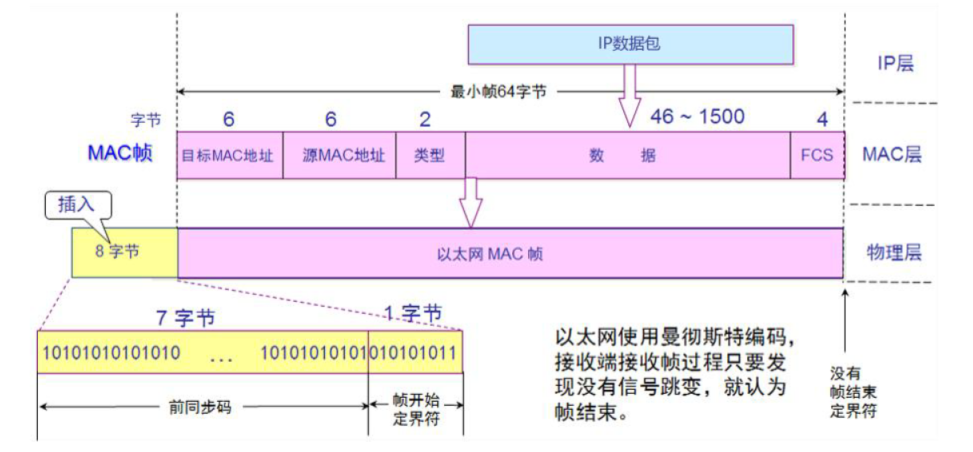 IP数据包
IP层
最小帧64字节
字节 6 6 2 46 ~ 1500 4
MAC帧 目标MAC地址 源MAC地址 类型 数 据 FCS MAC层
插入
8 字节 以太网 MAC 帧 物理层
7 字节 1 字节
10101010101010 ... 10101010101010101011
前同步码 帧开始
定界符
以太网使用曼彻斯特编码，
接收端接收帧过程只要发
现没有信号跳变，就认为
帧结束。
没有
帧结束
定界符